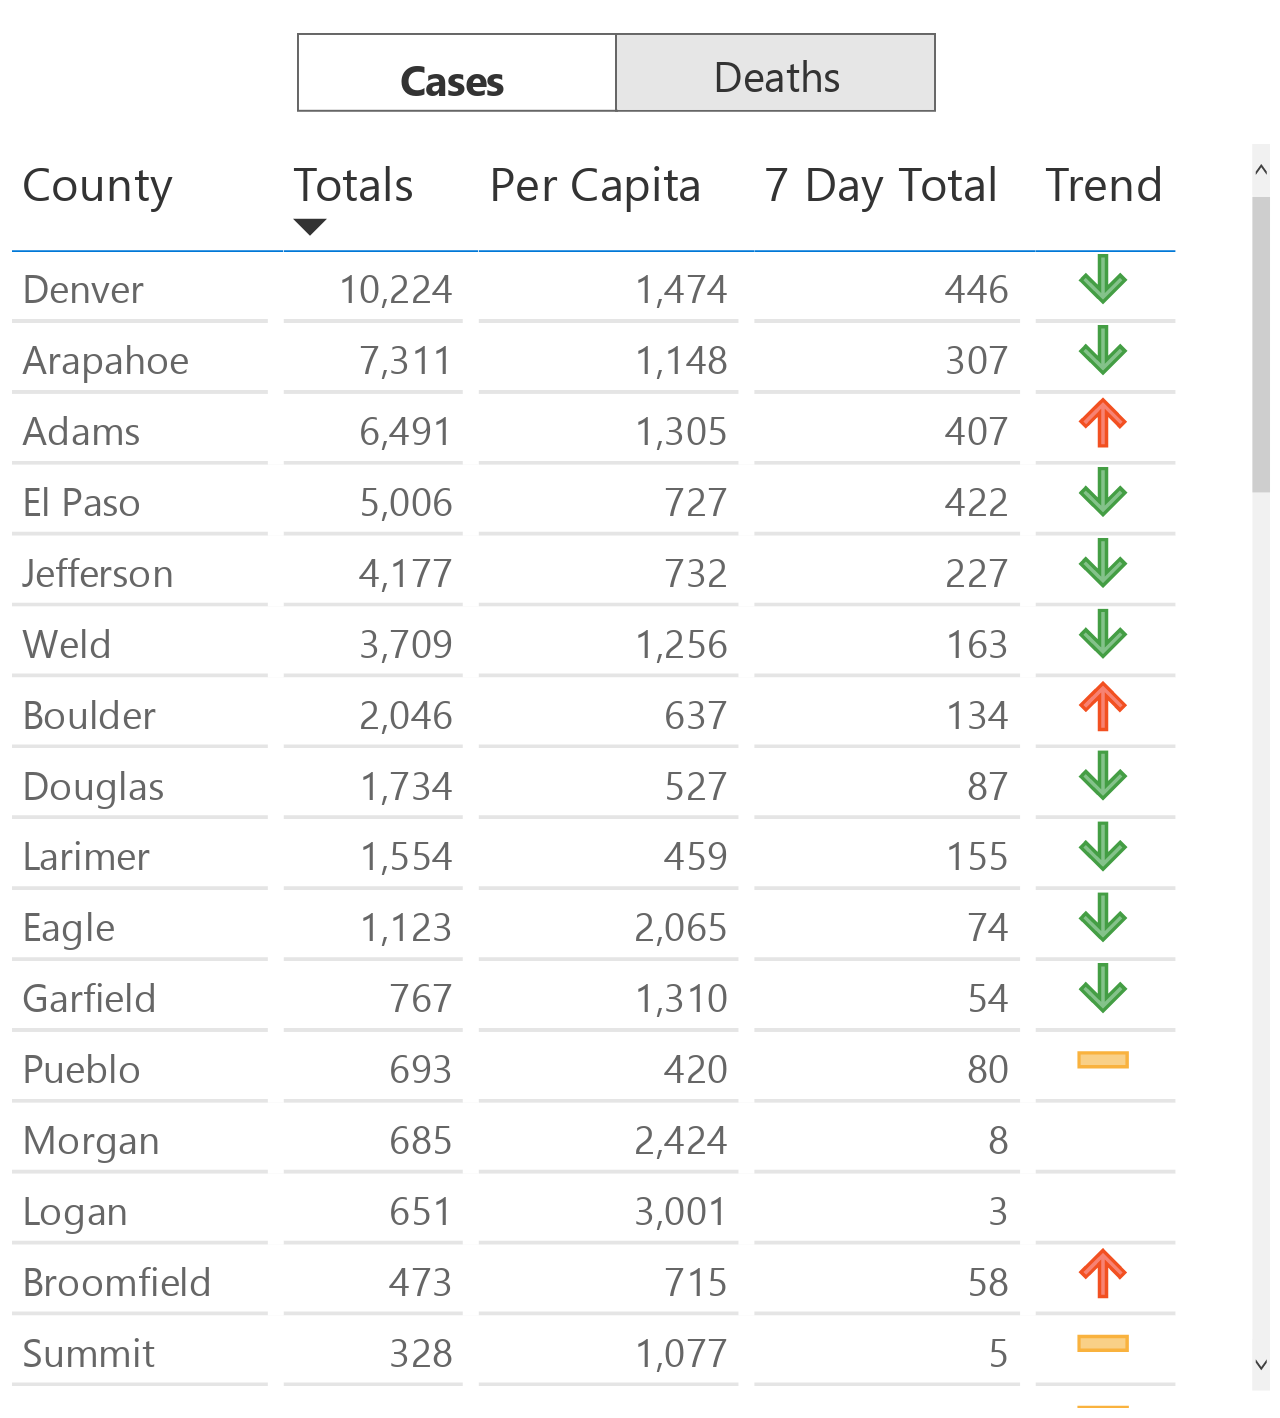 Cases Deaths
County Totals Per Capita 7 Day Total Trend
Denver 10,224 1,474 446
Arapahoe 7,311 1,148 307
Adams 6,491 1,305 407
El Paso 5,006 727 422
Jefferson 4,177 732 227
Weld 3,709 1,256 163
Boulder 2,046 637 134
Douglas 1,734 527 87
Larimer 1,554 459 155
Eagle 1,123 2,065 74
Garfield 767 1,310 54
Pueblo 693 420 80
Morgan 685 2,424 8
Logan 651 3,001 3
Broomfield 473 715 58
Summit 328 1,077 5